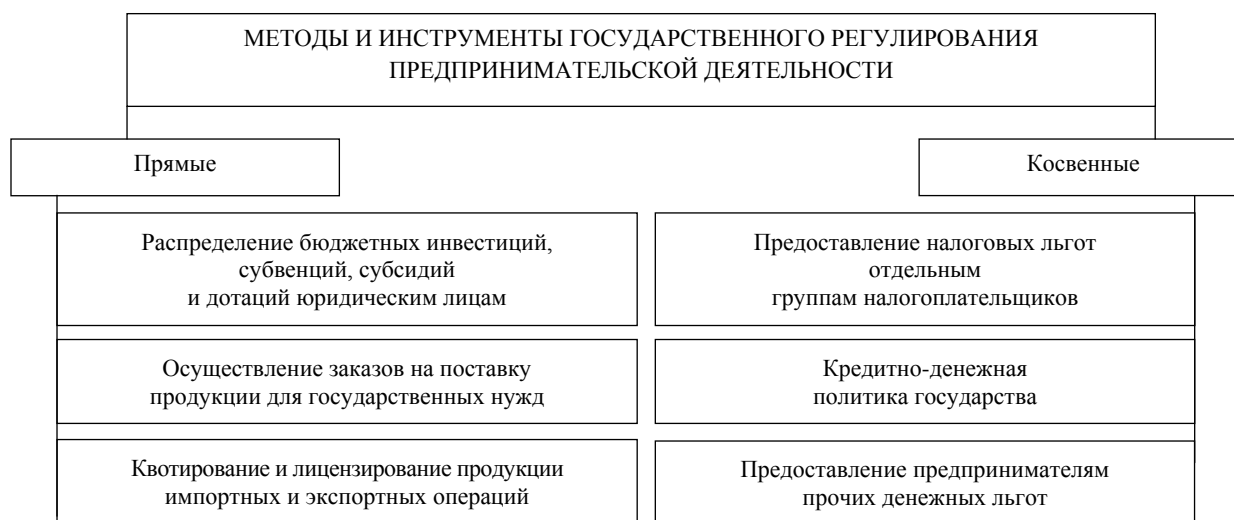 МЕТОДЫ И ИНСТРУМЕНТЫ ГОСУДАРСТВЕННОГО РЕГУЛИРОВАНИЯ
ПРЕДПРИНИМАТЕЛЬСКОЙ ДЕЯТЕЛЬНОСТИ
Прямые
Косвенные
Распределение бюджетных инвестиций,
субвенций, субсидий
и дотаций юридическим лицам
Предоставление налоговых льгот
отдельным
группам налогоплательщиков
Осуществление заказов на поставку
продукции для государственных нужд
Кредитно-денежная
политика государства
Квотирование и лицензирование продукции
импортных и экспортных операций
Предоставление предпринимателям
прочих денежных льгот